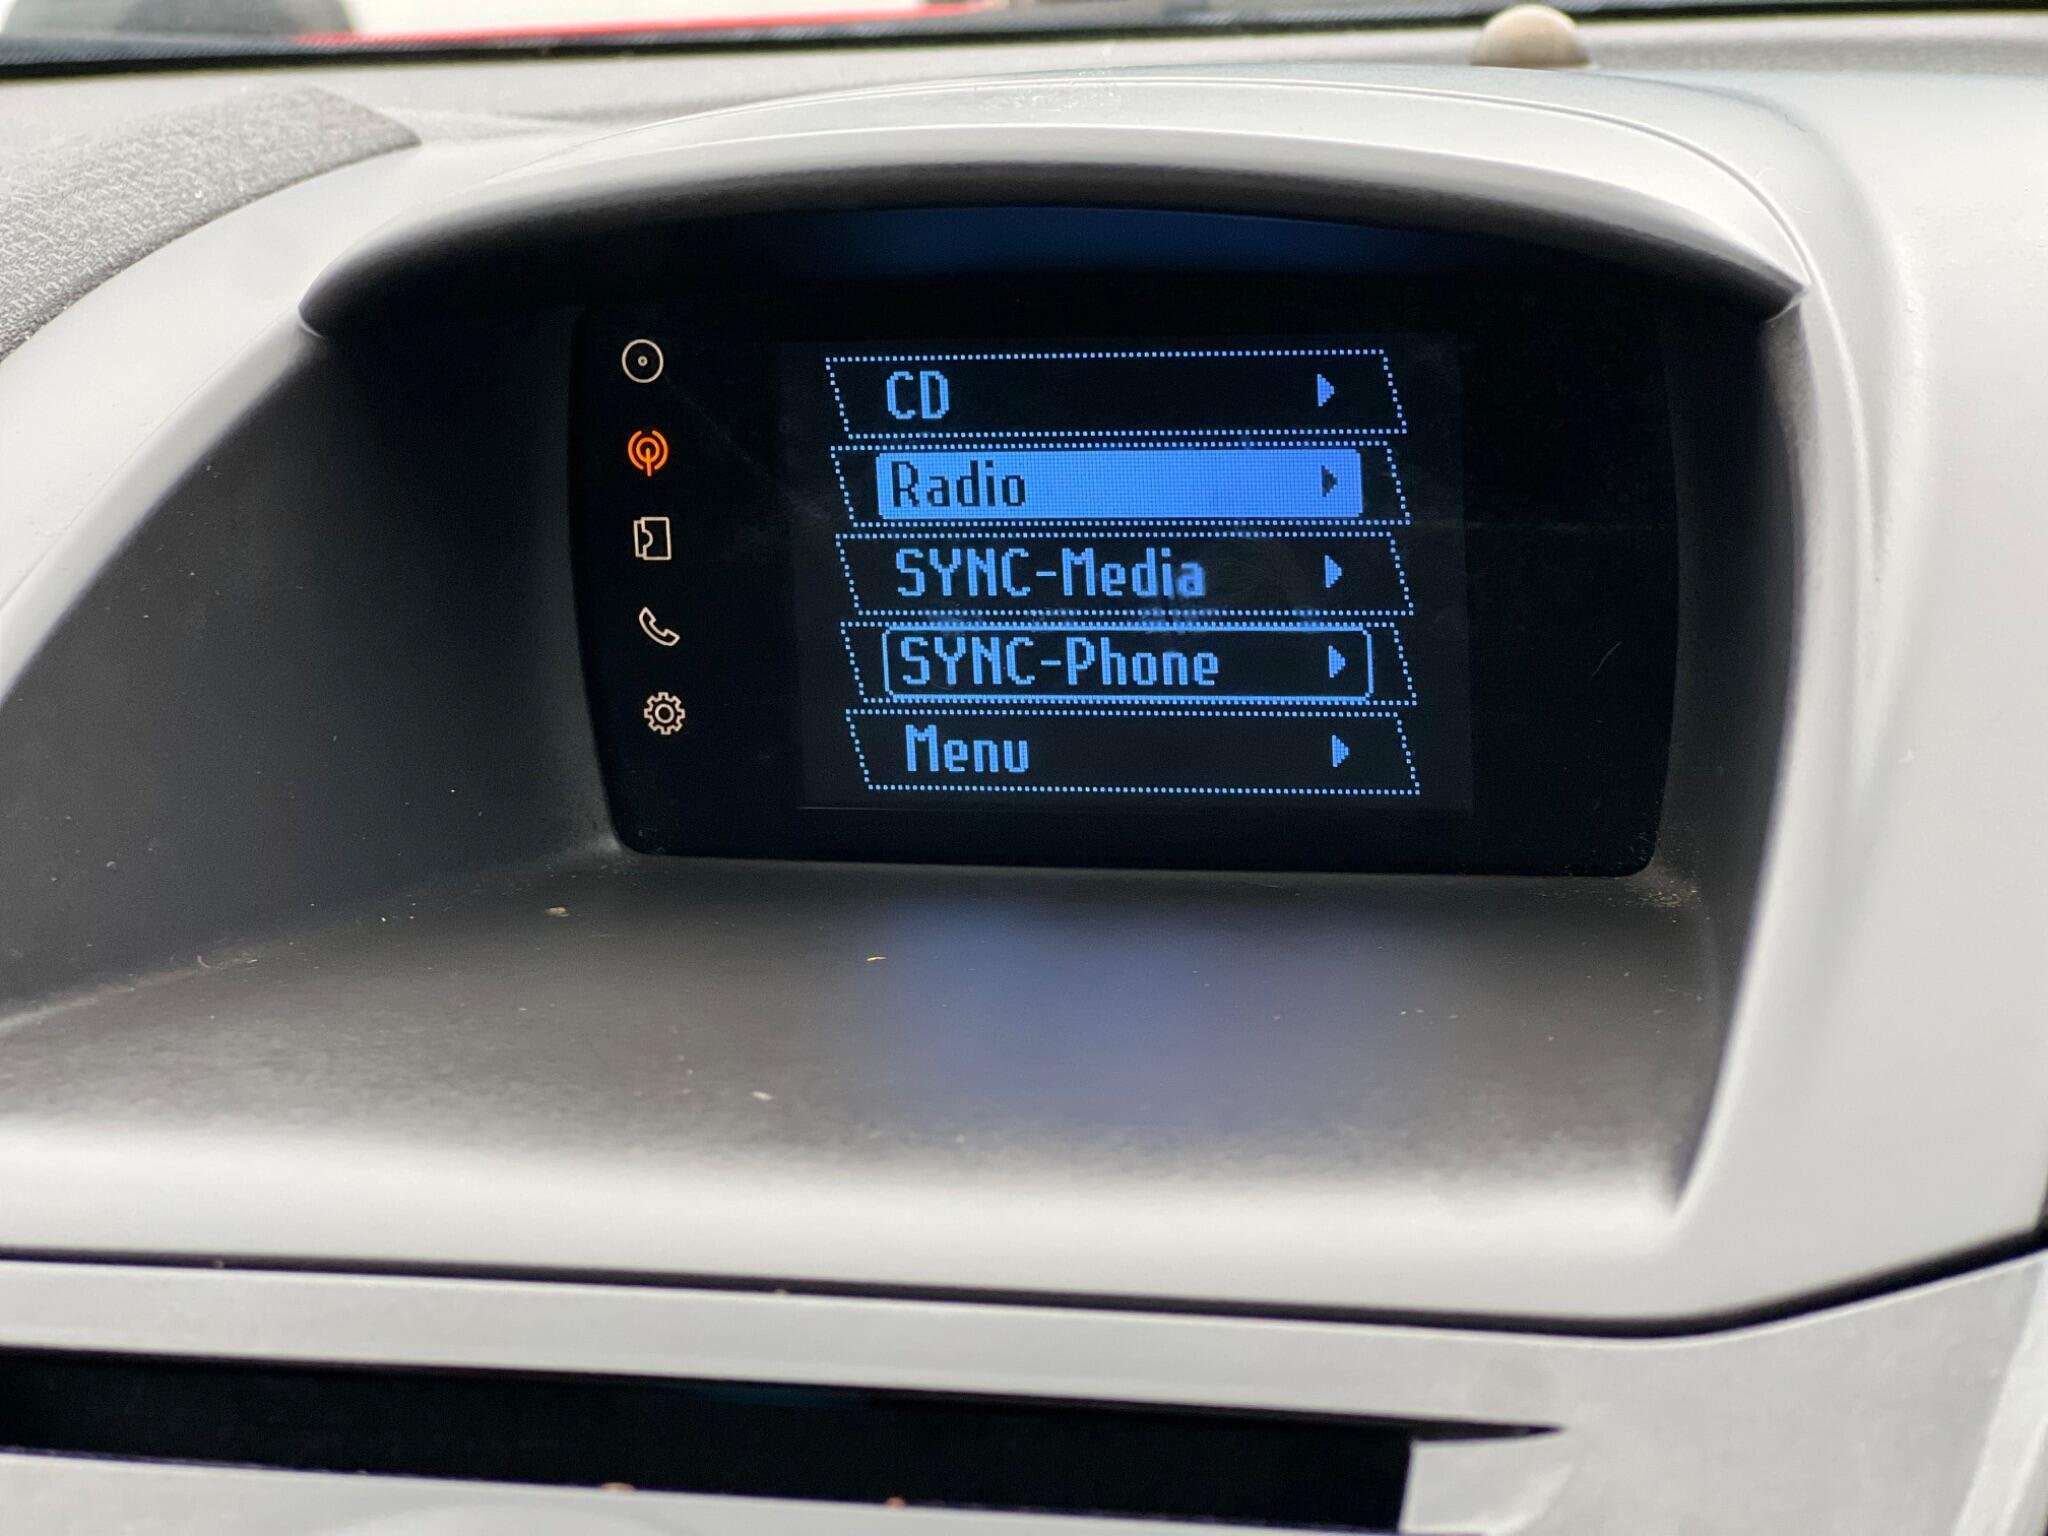 CD
Radio
SYNC-Media
SYNC-Phone
Menu